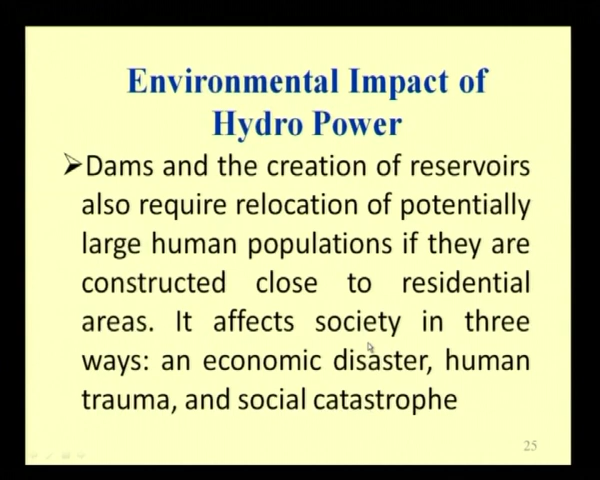 Environmental Impact of
Hydro Power
➢Dams and the creation of reservoirs
also require relocation of potentially
large human populations if they are
constructed close to residential
areas. It affects society in three
ways: an economic disaster, human
trauma, and social catastrophe
25